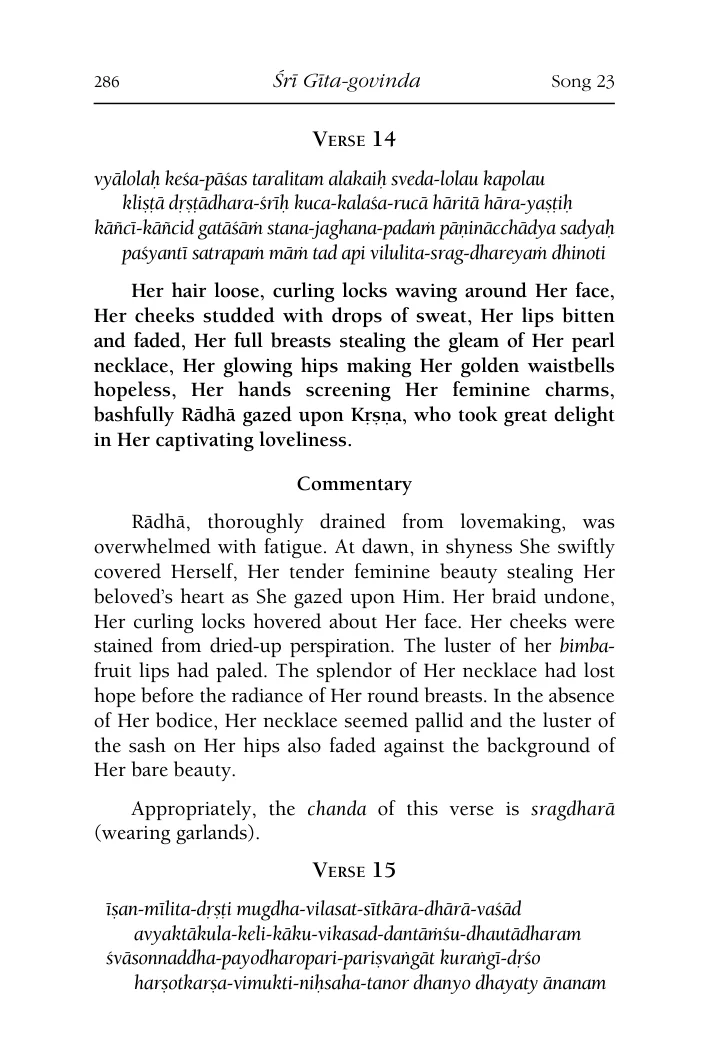 286 Śrī Gīta-govinda Song 23
VERSE 14
vyālolaḥ keśa-pāśas taralitam alakaiḥ sveda-lolau kapolau
kliṣṭā dṛṣṭādhara-śrīḥ kuca-kalaśa-rucā hāritā hāra-yaṣṭiḥ
kāñcī-kāñcid gatāśāṁ stana-jaghana-padaṁ pāṇinācchādya sadyaḥ
paśyantī satrapaṁ māṁ tad api vilulita-srag-dhareyaṁ dhinoti
Her hair loose, curling locks waving around Her face,
Her cheeks studded with drops of sweat, Her lips bitten
and faded, Her full breasts stealing the gleam of Her pearl
necklace, Her glowing hips making Her golden waistbells
hopeless, Her hands screening Her feminine charms,
bashfully Rādhā gazed upon Kṛṣṇa, who took great delight
in Her captivating loveliness.
Commentary
Rādhā, thoroughly drained from lovemaking, was
overwhelmed with fatigue. At dawn, in shyness She swiftly
covered Herself, Her tender feminine beauty stealing Her
beloved's heart as She gazed upon Him. Her braid undone,
Her curling locks hovered about Her face. Her cheeks were
stained from dried-up perspiration. The luster of her bimba-
fruit lips had paled. The splendor of Her necklace had lost
hope before the radiance of Her round breasts. In the absence
of Her bodice, Her necklace seemed pallid and the luster of
the sash on Her hips also faded against the background of
Her bare beauty.
Appropriately, the chanda of this verse is sragdharā
(wearing garlands).
VERSE 15
īṣan-mīlita-dṛṣṭi mugdha-vilasat-sītkāra-dhārā-vaśād
avyaktākula-keli-kāku-vikasad-dantāṁśu-dhautādharam
śvāsonnaddha-payodharopari-pariṣvaṅgāt kuraṅgī-dṛśo
harṣotkarṣa-vimukti-niḥsaha-tanor dhanyo dhayaty ānanam